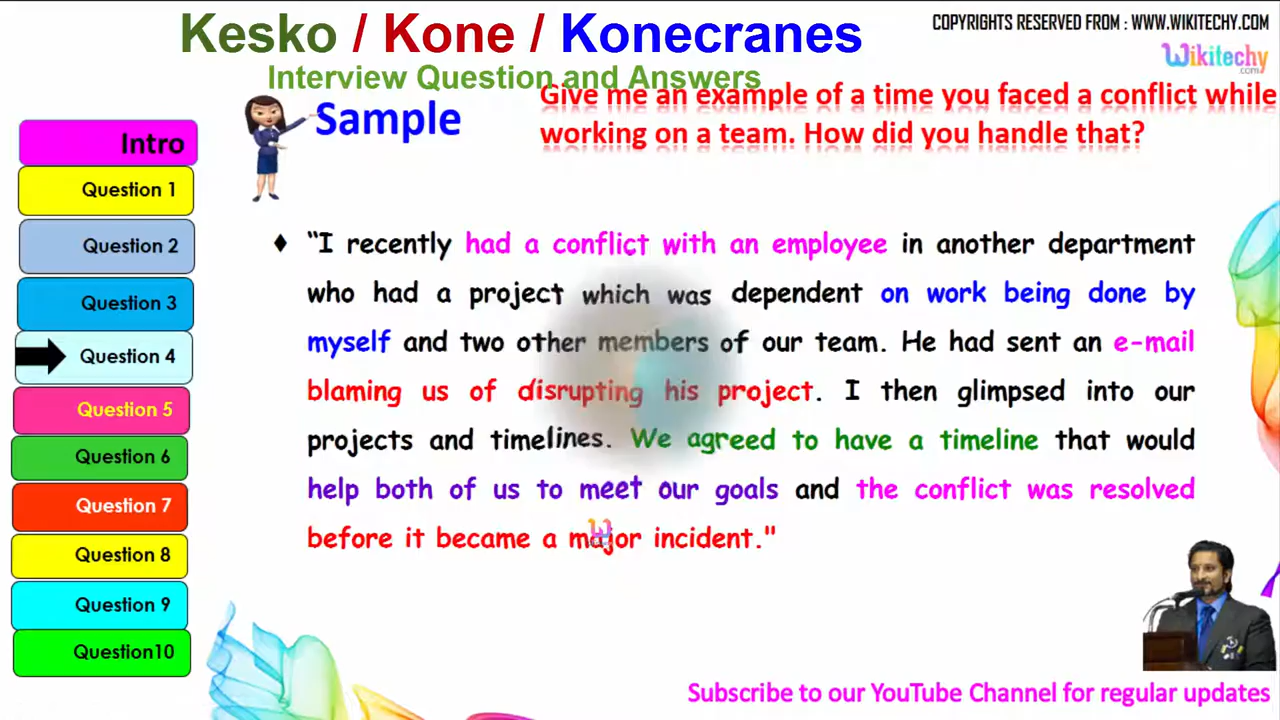 Kesko / Kone / Konecranes
COPYRIGHTS RESERVED FROM : WWW.WIKITECHY.COM
Wikitechy
.com
Interview Question and Answers
Sample
Give me an example of a time you faced a conflict while
working on a team. How did you handle that?
Intro
Question 1
Question 2
Question 3
Question 4
Question 5
Question 6
Question 7
Question 8
Question 9
Question10
♦ "I recently had a conflict with an employee in another department
who had a project which was dependent on work being done by
myself and two other members of our team. He had sent an e-mail
blaming us of disrupting his project. I then glimpsed into our
projects and timelines. We agreed to have a timeline that would
help both of us to meet our goals and the conflict was resolved
before it became a major incident."
Subscribe to our YouTube Channel for regular updates